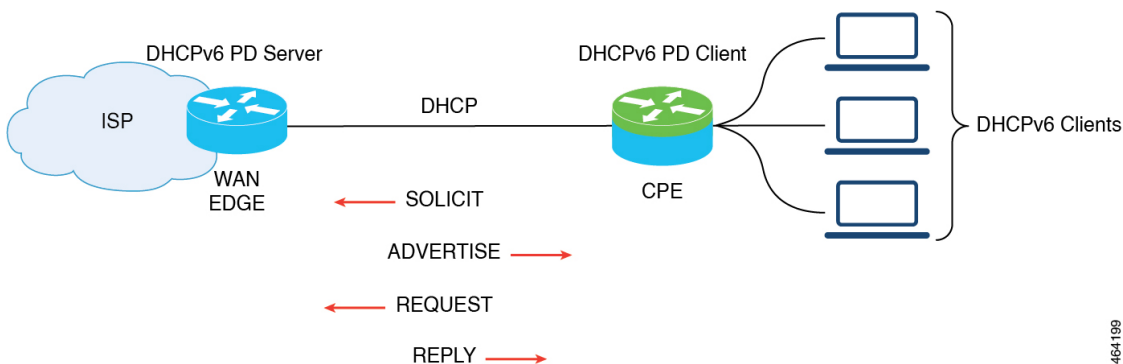 DHCPv6 PD Server
DHCPv6 PD Client
ISP
DHCP
DHCPv6 Clients
WAN
EDGE
CPE
SOLICIT
ADVERTISE
REQUEST
REPLY
464199